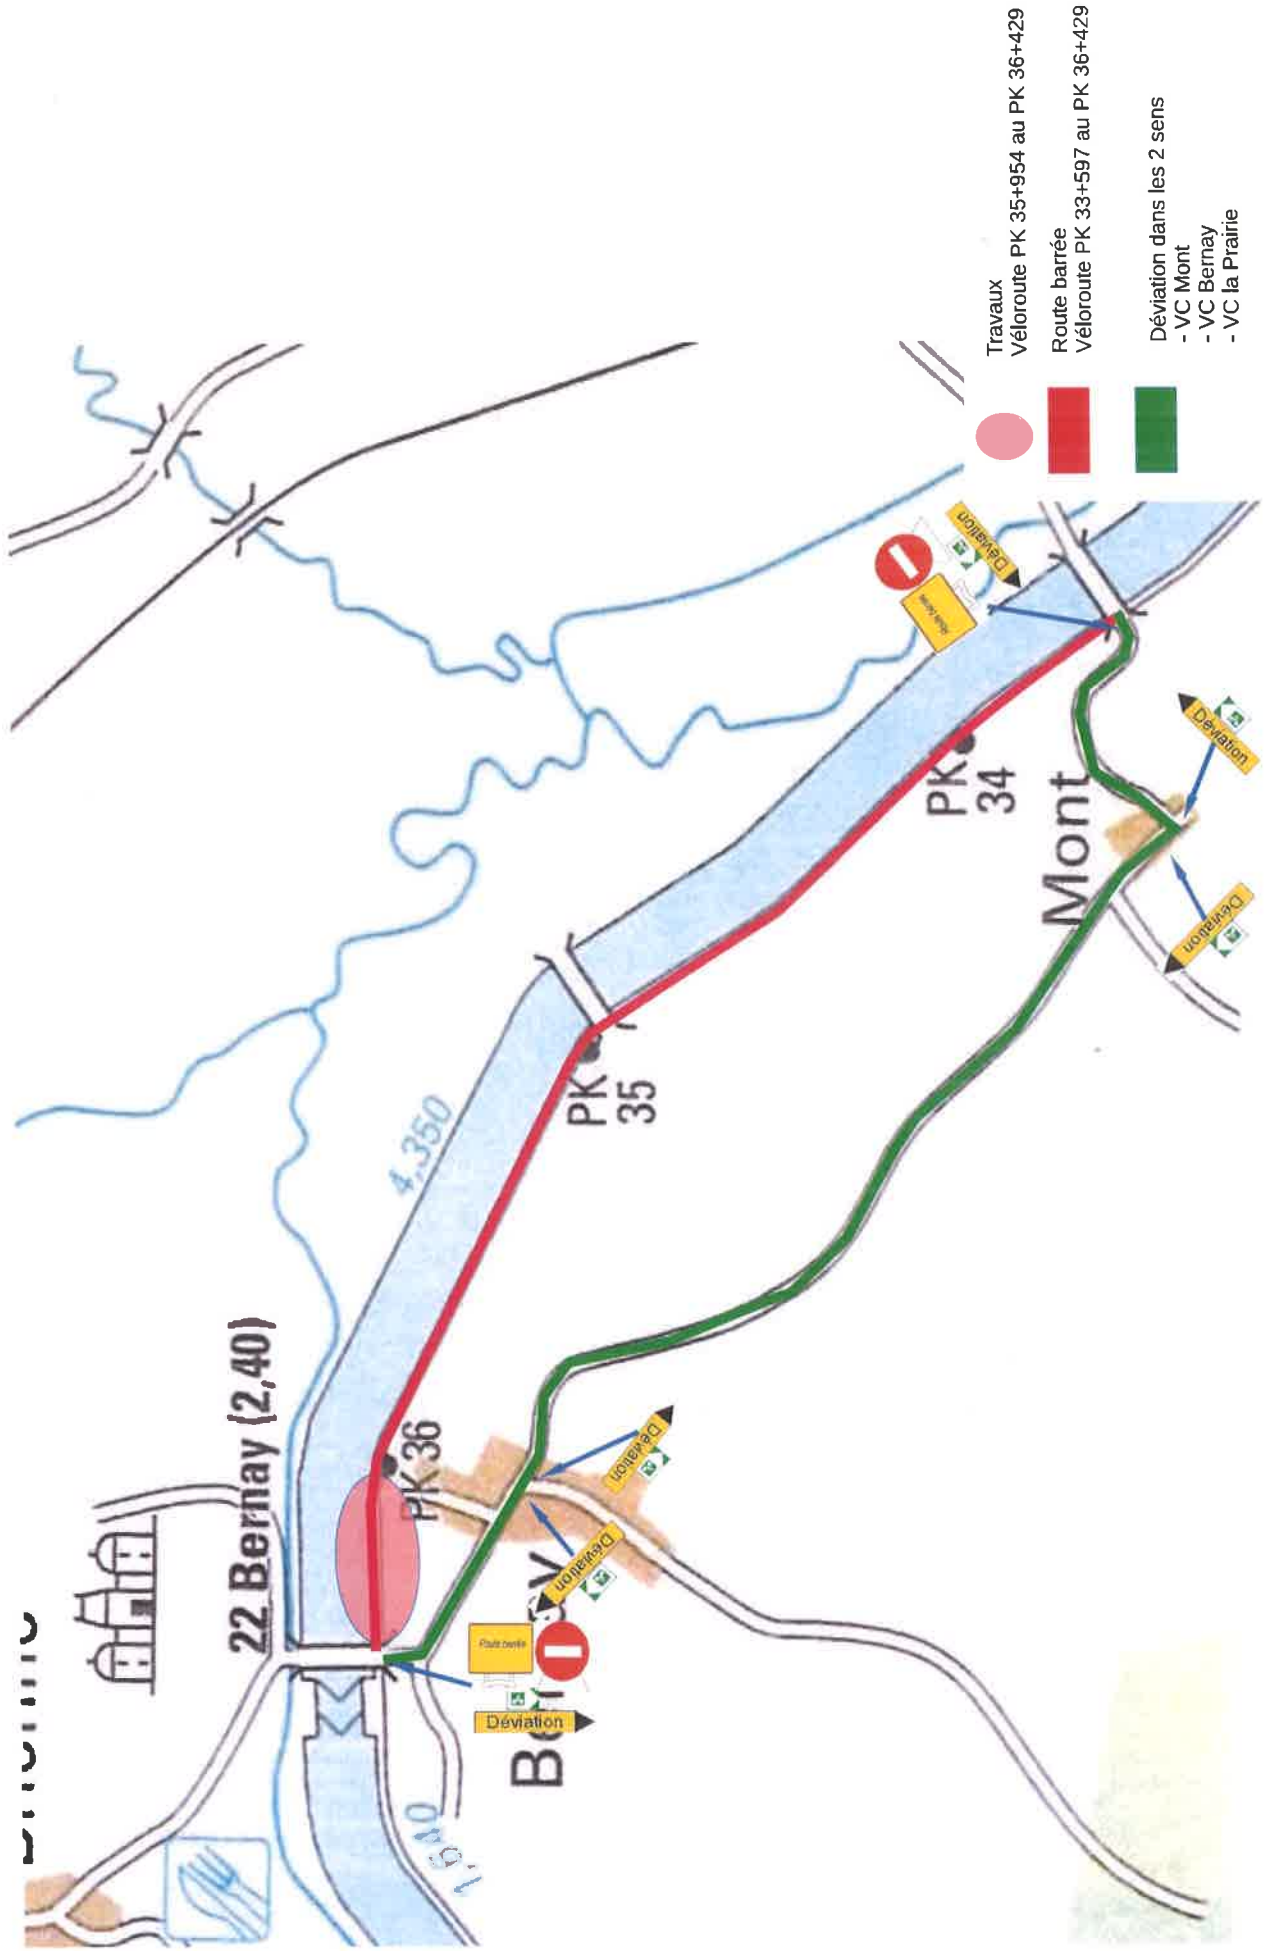 22 Bernay (2,40)
PK 36
4,350
PK
35
PK
34
Mont
Route barrée
Déviation
Déviation
Déviation
Déviation
Déviation
Route barrée
Déviation
Travaux
Véloroute PK 35+954 au PK 36+429
Route barrée
Véloroute PK 33+597 au PK 36+429
Déviation dans les 2 sens
- VC Mont
- VC Bernay
- VC la Prairie